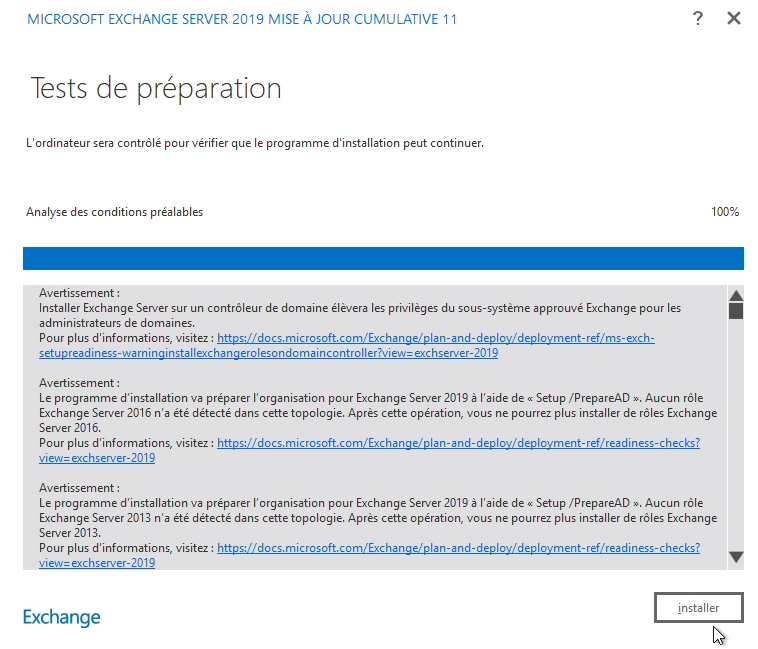 MICROSOFT EXCHANGE SERVER 2019 MISE À JOUR CUMULATIVE 11
?
Tests de préparation
L'ordinateur sera contrôlé pour vérifier que le programme d'installation peut continuer.
Analyse des conditions préalables 100%
Avertissement :
Installer Exchange Server sur un contrôleur de domaine élèvera les privilèges du sous-système approuvé Exchange pour les
administrateurs de domaines.
Pour plus d'informations, visitez : https://docs.microsoft.com/Exchange/plan-and-deploy/deployment-ref/ms-exch-
setupreadiness-warninginstallexchangerolesondomaincontroller?view=exchserver-2019
Avertissement :
Le programme d'installation va préparer l'organisation pour Exchange Server 2019 à l'aide de « Setup /PrepareAD ». Aucun rôle
Exchange Server 2016 n'a été détecté dans cette topologie. Après cette opération, vous ne pourrez plus installer de rôles Exchange
Server 2016.
Pour plus d'informations, visitez : https://docs.microsoft.com/Exchange/plan-and-deploy/deployment-ref/readiness-checks?
view=exchserver-2019
Avertissement :
Le programme d'installation va préparer l'organisation pour Exchange Server 2019 à l'aide de « Setup /PrepareAD ». Aucun rôle
Exchange Server 2013 n'a été détecté dans cette topologie. Après cette opération, vous ne pourrez plus installer de rôles Exchange
Server 2013.
Pour plus d'informations, visitez : https://docs.microsoft.com/Exchange/plan-and-deploy/deployment-ref/readiness-checks?
view=exchserver-2019
Exchange
installer